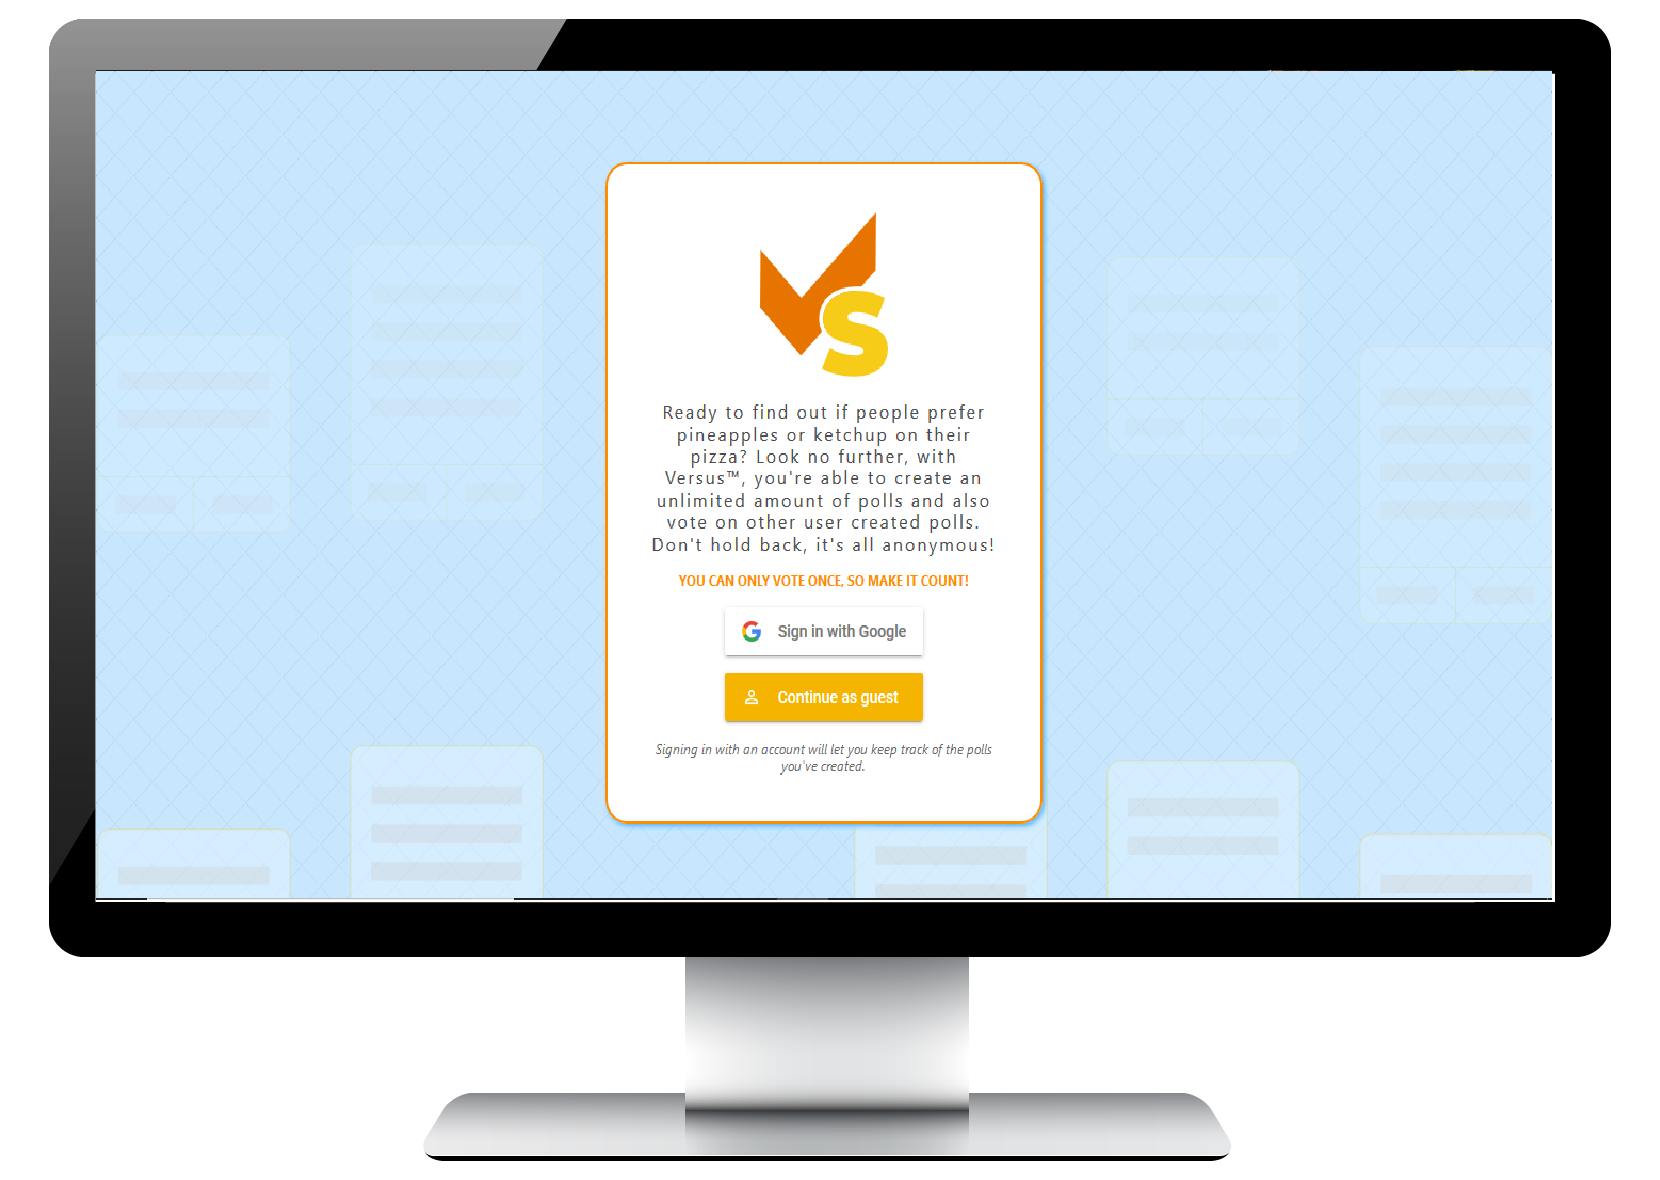 VS
Ready to find out if people prefer
pineapples or ketchup on their
pizza? Look no further, with
Versus™, you're able to create an
unlimited amount of polls and also
vote on other user created polls.
Don't hold back, it's all anonymous!
YOU CAN ONLY VOTE ONCE, SO MAKE IT COUNT!
Sign in with Google
Continue as guest
Signing in with an account will let you keep track of the polls
you've created.